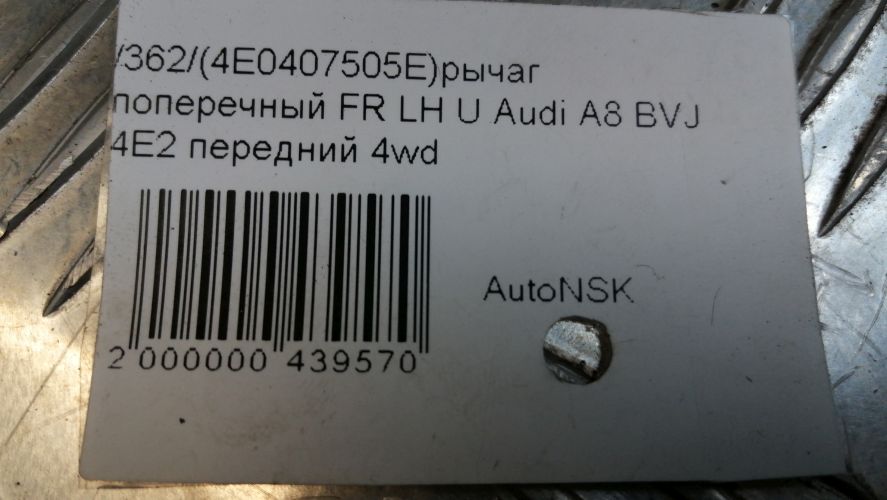 /362/(4E0407505E)рычаг
поперечный FR LH U Audi A8 BVJ
4E2 передний 4wd
AutoNSK
2 000000 439570